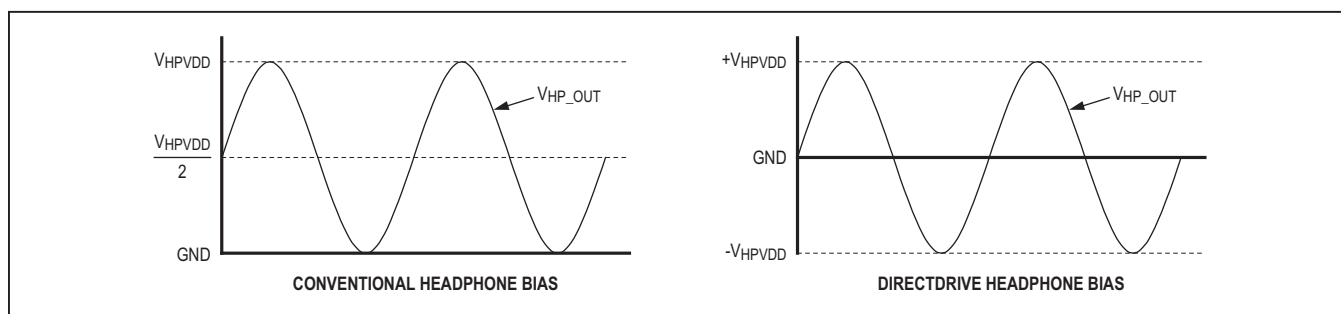 VHPVDD
VHP_OUT
VHPVDD
2
GND
CONVENTIONAL HEADPHONE BIAS
+VHPVDD
VHP_OUT
GND
-VHPVDD
DIRECTDRIVE HEADPHONE BIAS